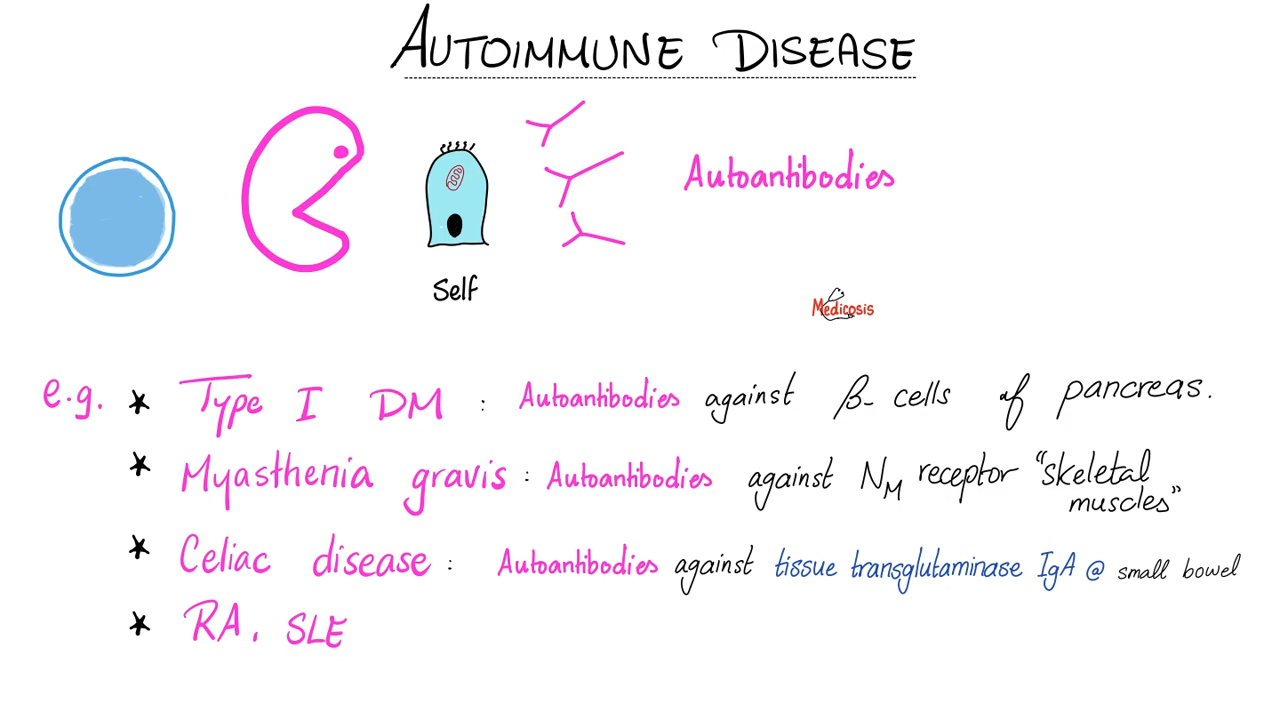 AUTOIMMUNE DISEASE
Autoantibodies
Self
Medicosis
e.g. ★ Type I DM : Autoantibodies against β- cells of pancreas.
★ Myasthenia gravis : Autoantibodies against NM receptor "skeletal muscles"
★ Celiac disease : Autoantibodies against tissue transglutaminase IgA @ small bowel
★ RA, SLE